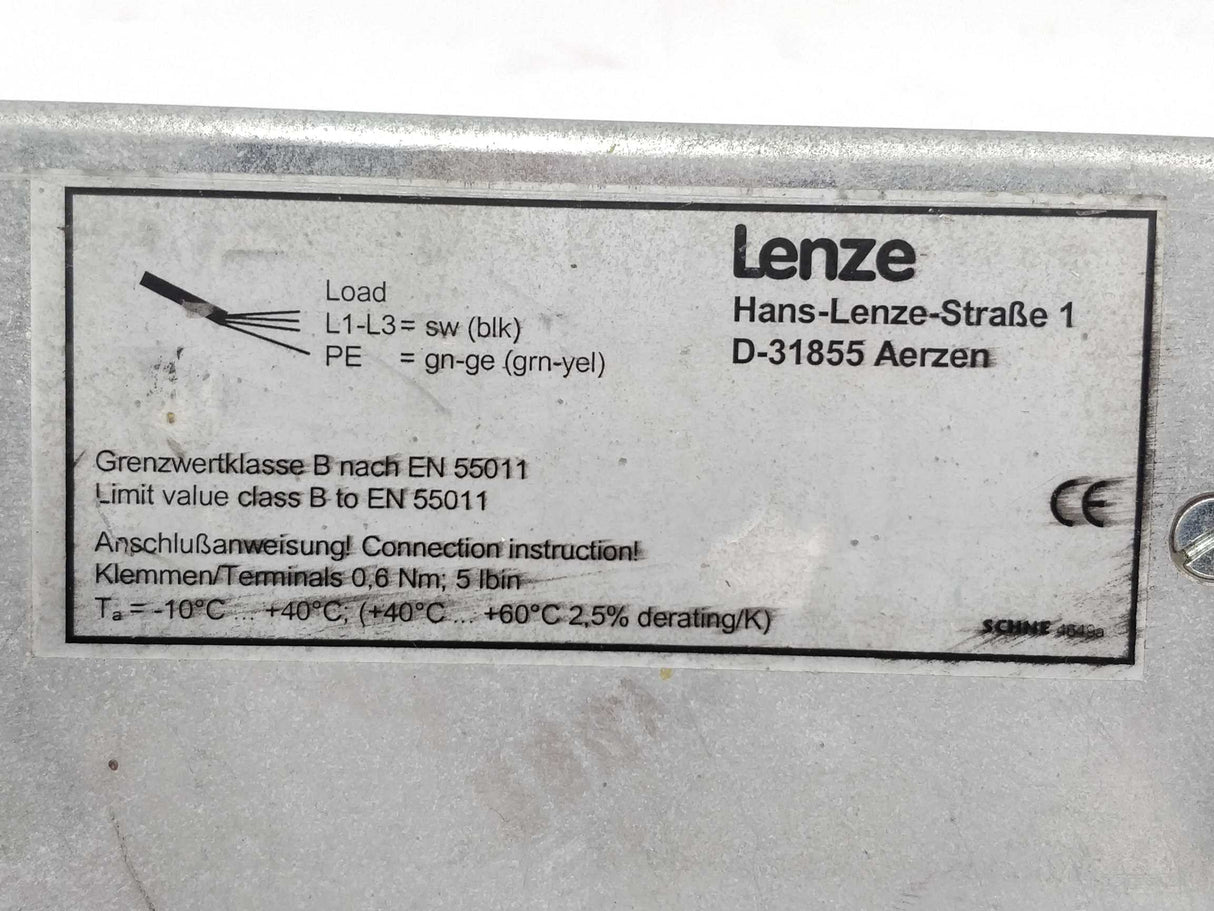 Load
L1-L3 = sw (blk)
PE = gn-ge (grn-yel)
Lenze
Hans-Lenze-Straße 1
D-31855 Aerzen
Grenzwertklasse B nach EN 55011
Limit value class B to EN 55011
CE
Anschlußanweisung! Connection instruction!
Klemmen/Terminals 0,6 Nm; 5 lbin
Ta = -10°C ... +40°C; (+40°C ... +60°C 2,5% derating/K)
SCHNE